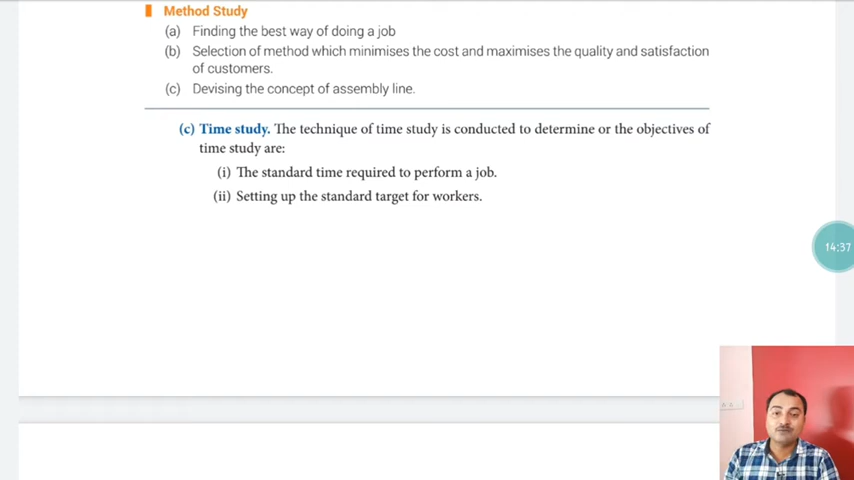 Method Study
(a) Finding the best way of doing a job
(b) Selection of method which minimises the cost and maximises the quality and satisfaction
of customers.
(c) Devising the concept of assembly line.
(c) Time study. The technique of time study is conducted to determine or the objectives of
time study are:
(i) The standard time required to perform a job.
(ii) Setting up the standard target for workers.
14:37